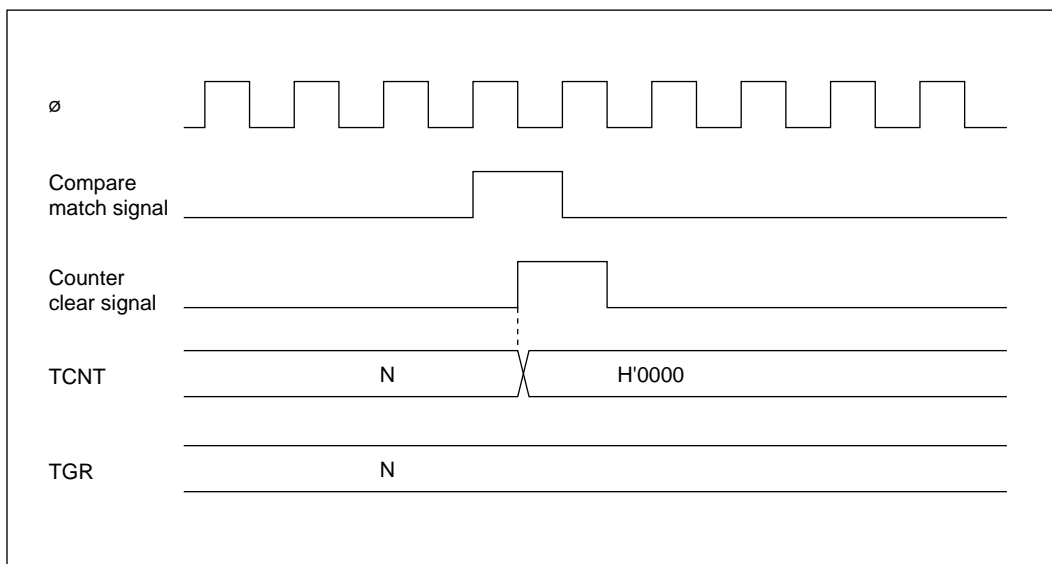 ø
Compare
match signal
Counter
clear signal
TCNT
N
H'0000
TGR
N